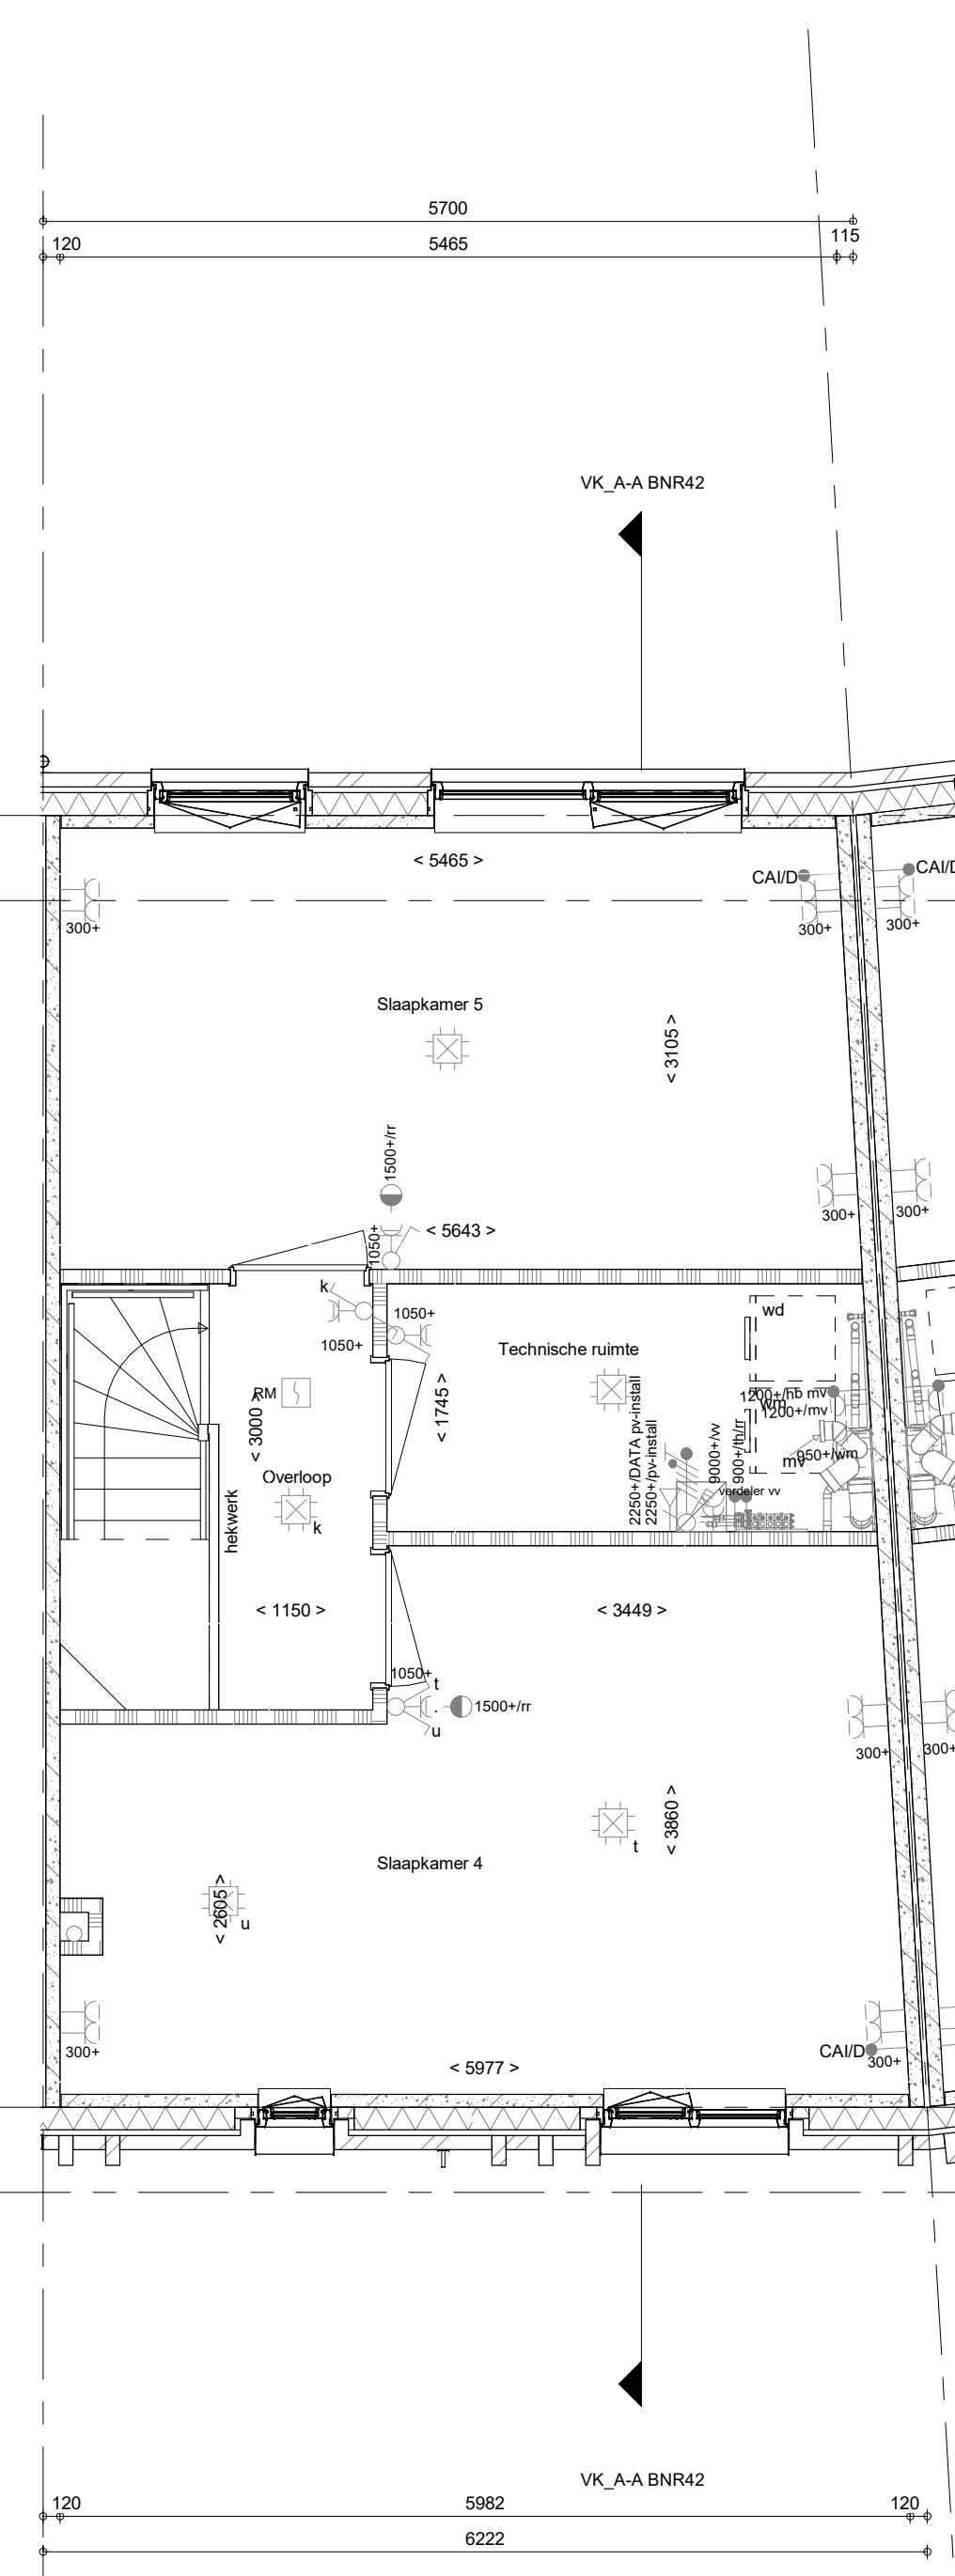 5700
120
5465
115
VK_A-A BNR42
< 5465 >
CAI/D
CAI/D
300+
300+
300+
Slaapkamer 5
< 3105 >
1500+/rr
1050+
< 5643 >
300+
300+
k
1050+
1050+
Technische ruimte
wd
RM
< 3000 >
< 1745 >
1200+/hb mv
wm
1200+/mv
2250+/DATA pv-install
2250+/pv-install
9000+/vv
900+/th/rr
mv
950+/wm
verdeler vv
Overloop
k
hekwerk
< 1150 >
< 3449 >
1050+
t
1500+/rr
u
300+
300+
< 3860 >
t
Slaapkamer 4
< 2605 >
u
300+
CAI/D
300+
< 5977 >
VK_A-A BNR42
120
5982
120
6222